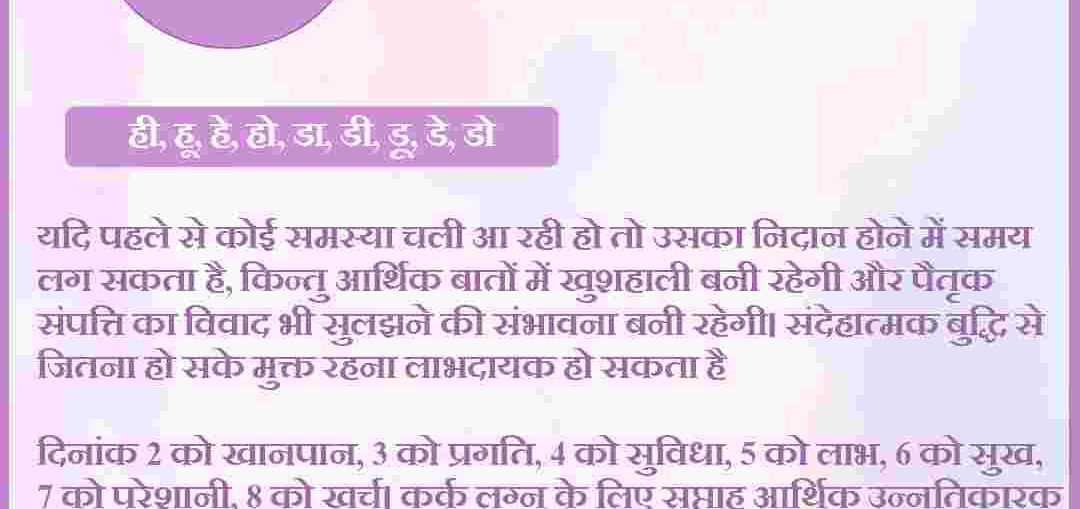 ही, हू, हे, हो, डा, डी, डू, डे, डो
यदि पहले से कोई समस्या चली आ रही हो तो उसका निदान होने में समय
लग सकता है, किन्तु आर्थिक बातों में खुशहाली बनी रहेगी और पैतृक
संपत्ति का विवाद भी सुलझने की संभावना बनी रहेगी। संदेहात्मक बुद्धि से
जितना हो सके मुक्त रहना लाभदायक हो सकता है
दिनांक 2 को खानपान, 3 को प्रगति, 4 को सुविधा, 5 को लाभ, 6 को सुख,
7 को परेशानी, 8 को खर्च। कर्क लग्न के लिए सप्ताह आर्थिक उन्नतिकारक